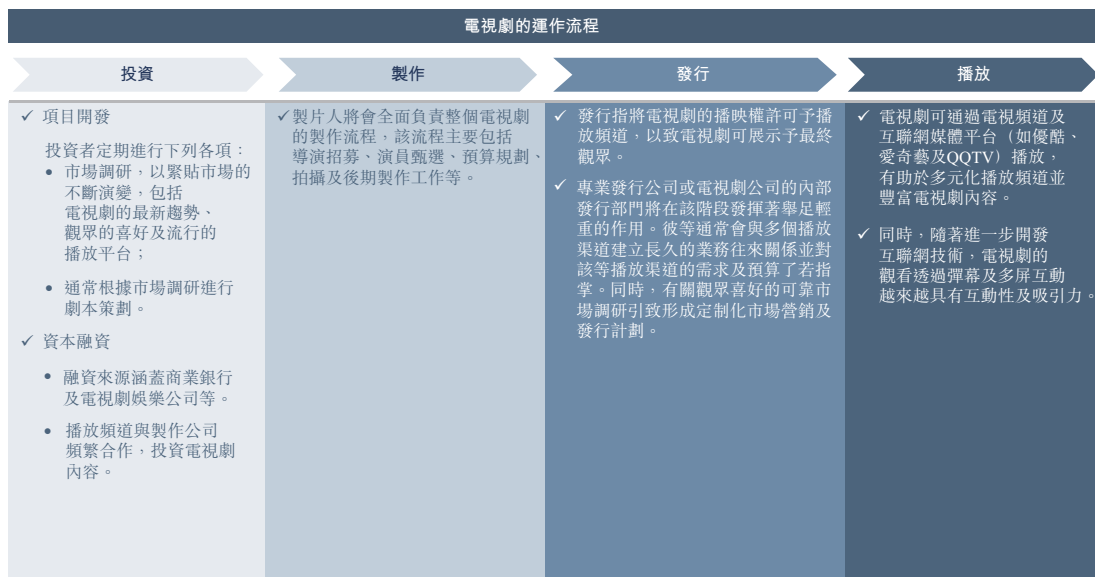 電視劇的運作流程
投資
製作
發行
播放
✓ 項目開發
投資者定期進行下列各項：
• 市場調研，以緊貼市場的
不斷演變，包括
電視劇的最新趨勢、
觀眾的喜好及流行的
播放平台；
• 通常根據市場調研進行
劇本策劃。
✓ 資本融資
• 融資來源涵蓋商業銀行
及電視劇娛樂公司等。
• 播放頻道與製作公司
頻繁合作，投資電視劇
內容。
✓ 製片人將會全面負責整個電視劇
的製作流程，該流程主要包括
導演招募、演員甄選、預算規劃、
拍攝及後期製作工作等。
✓ 發行指將電視劇的播映權許可予播
放頻道，以致電視劇可展示予最終
觀眾。
✓ 專業發行公司或電視劇公司的內部
發行部門將在該階段發揮著舉足輕
重的作用。彼等通常會與多個播放
渠道建立長久的業務往來關係並對
該等播放渠道的需求及預算了若指
掌。同時，有關觀眾喜好的可靠市
場調研引致形成定制化市場營銷及
發行計劃。
✓ 電視劇可通過電視頻道及
互聯網媒體平台（如優酷、
愛奇藝及QQTV）播放，
有助於多元化播放頻道並
豐富電視劇內容。
✓ 同時，隨著進一步開發
互聯網技術，電視劇的
觀看透過彈幕及多屏互動
越來越具有互動性及吸引力。